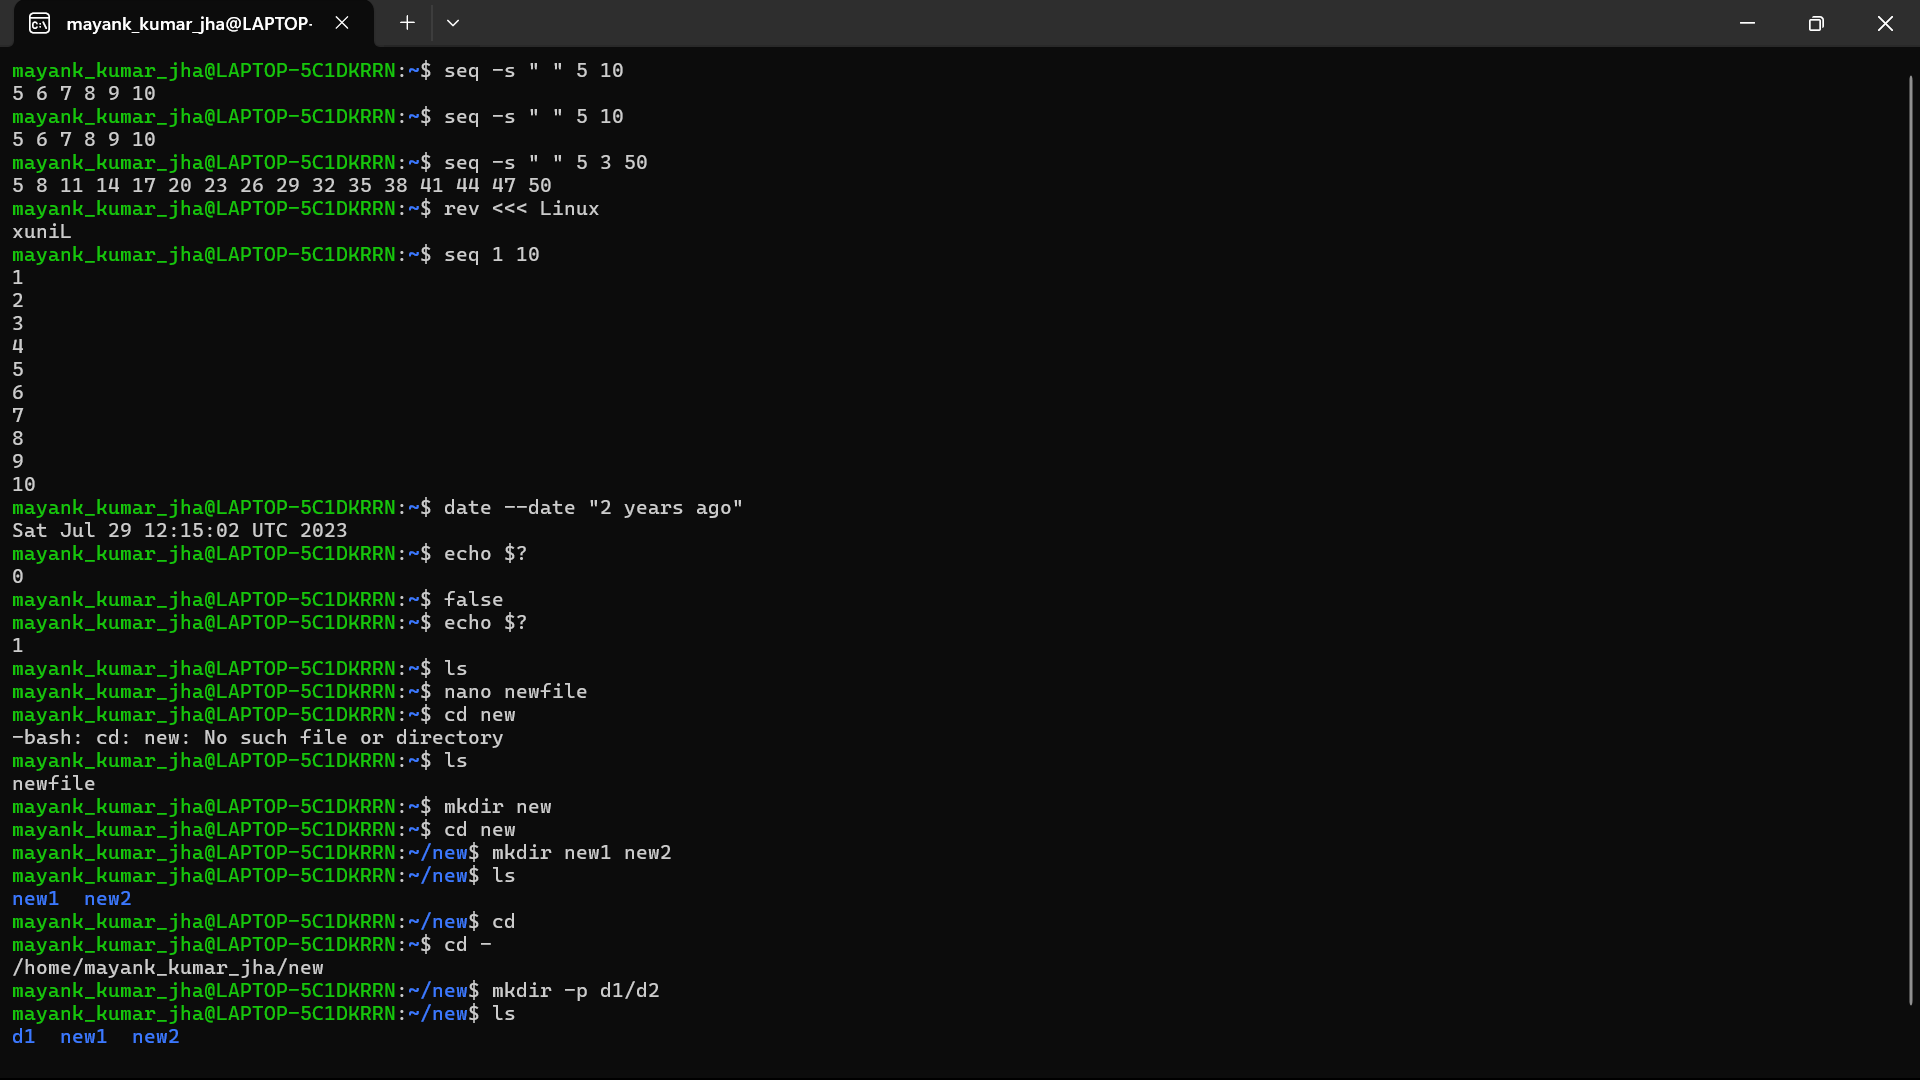 mayank_kumar_jha@LAPTOP-
mayank_kumar_jha@LAPTOP-5C1DKRRN:~$ seq -s " " 5 10
5 6 7 8 9 10
mayank_kumar_jha@LAPTOP-5C1DKRRN:~$ seq -s " " 5 10
5 6 7 8 9 10
mayank_kumar_jha@LAPTOP-5C1DKRRN:~$ seq -s " " 5 3 50
5 8 11 14 17 20 23 26 29 32 35 38 41 44 47 50
mayank_kumar_jha@LAPTOP-5C1DKRRN:~$ rev <<< Linux
xuniL
mayank_kumar_jha@LAPTOP-5C1DKRRN:~$ seq 1 10
1
2
3
4
5
6
7
8
9
10
mayank_kumar_jha@LAPTOP-5C1DKRRN:~$ date --date "2 years ago"
Sat Jul 29 12:15:02 UTC 2023
mayank_kumar_jha@LAPTOP-5C1DKRRN:~$ echo $?
0
mayank_kumar_jha@LAPTOP-5C1DKRRN:~$ false
mayank_kumar_jha@LAPTOP-5C1DKRRN:~$ echo $?
1
mayank_kumar_jha@LAPTOP-5C1DKRRN:~$ ls
mayank_kumar_jha@LAPTOP-5C1DKRRN:~$ nano newfile
mayank_kumar_jha@LAPTOP-5C1DKRRN:~$ cd new
-bash: cd: new: No such file or directory
mayank_kumar_jha@LAPTOP-5C1DKRRN:~$ ls
newfile
mayank_kumar_jha@LAPTOP-5C1DKRRN:~$ mkdir new
mayank_kumar_jha@LAPTOP-5C1DKRRN:~$ cd new
mayank_kumar_jha@LAPTOP-5C1DKRRN:~/new$ mkdir new1 new2
mayank_kumar_jha@LAPTOP-5C1DKRRN:~/new$ ls
new1  new2
mayank_kumar_jha@LAPTOP-5C1DKRRN:~/new$ cd
mayank_kumar_jha@LAPTOP-5C1DKRRN:~$ cd -
/home/mayank_kumar_jha/new
mayank_kumar_jha@LAPTOP-5C1DKRRN:~/new$ mkdir -p d1/d2
mayank_kumar_jha@LAPTOP-5C1DKRRN:~/new$ ls
d1  new1  new2